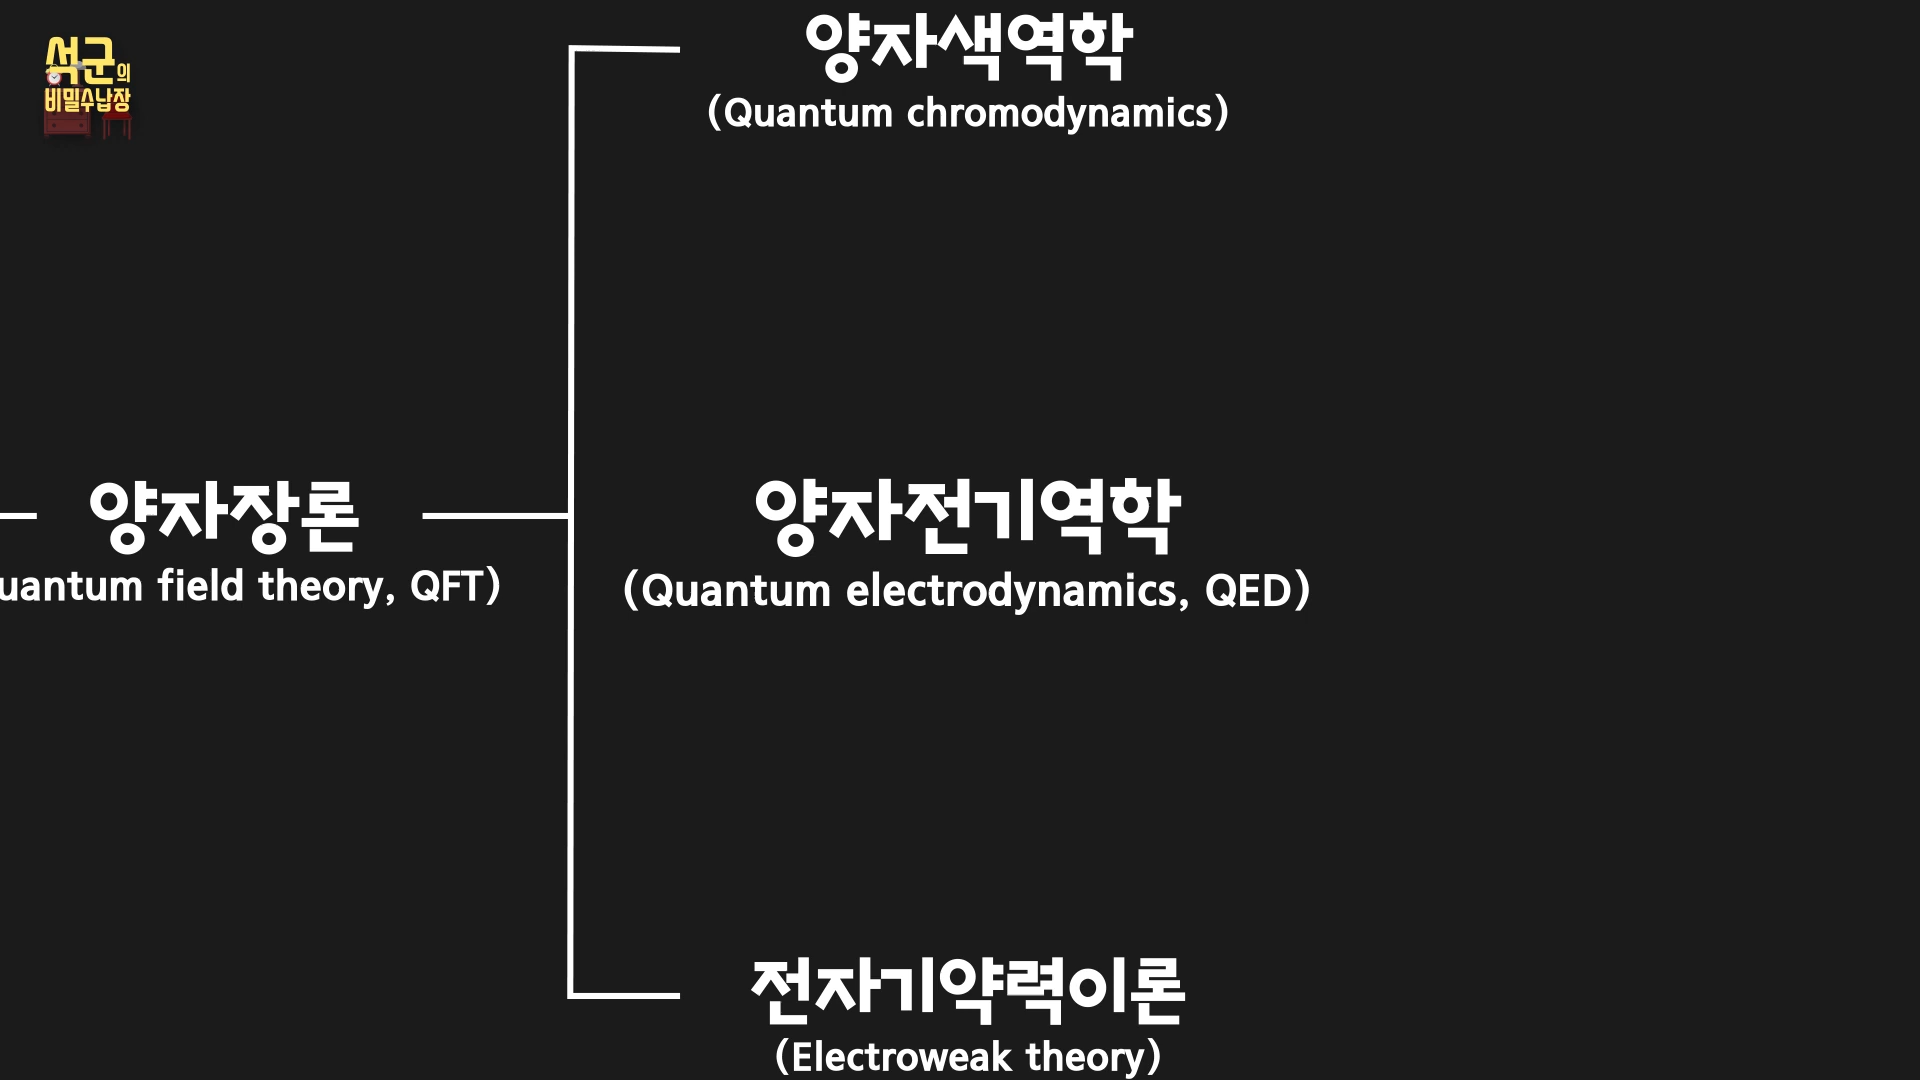 석군의
비밀수납장
양자색역학
(Quantum chromodynamics)
양자장론
uantum field theory, QFT)
양자전기역학
(Quantum electrodynamics, QED)
전자기약력이론
(Electroweak theory)